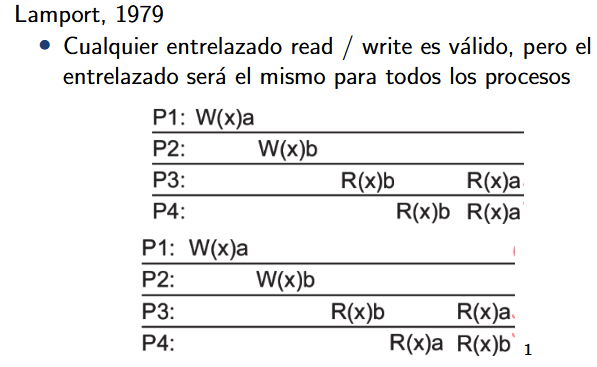 Lamport, 1979
• Cualquier entrelazado read / write es válido, pero el
entrelazado será el mismo para todos los procesos
P1: W(x)a
P2: W(x)b
P3: R(x)b R(x)a
P4: R(x)b R(x)a
P1: W(x)a
P2: W(x)b
P3: R(x)b R(x)a
P4: R(x)a R(x)b
1